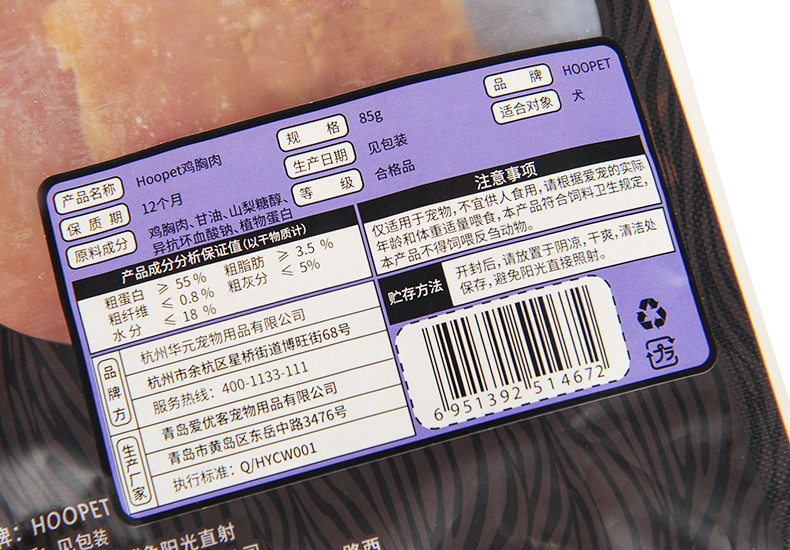 产品名称 Hoopet鸡胸肉 规格 85g 品牌 HOOPET
保质期 12个月 生产日期 见包装 适合对象 犬
原料成分 鸡胸肉、甘油、山梨糖醇、 等级 合格品
异抗坏血酸钠、植物蛋白
产品成分分析保证值(以干物质计)
粗蛋白 ≥ 55% 粗脂肪 ≥ 3.5%
粗纤维 ≤ 0.8% 粗灰分 ≤ 5%
水分 ≤ 18%
注意事项
仅适用于宠物，不宜供人食用，请根据爱宠的实际
年龄和体重适量喂食，本产品符合饲料卫生规定，
本产品不得饲喂反刍动物。
贮存方法 开封后，请放置于阴凉，干爽，清洁处
保存，避免阳光直接照射。
品牌方 杭州华元宠物用品有限公司
杭州市余杭区星桥街道博旺街68号
服务热线：400-1133-111
生产厂家 青岛爱优客宠物用品有限公司
青岛市黄岛区东岳中路3476号
执行标准：Q/HYCW001
6 951392 514672
牌：HOOPET
见包装
免阳光直射
公司
路西